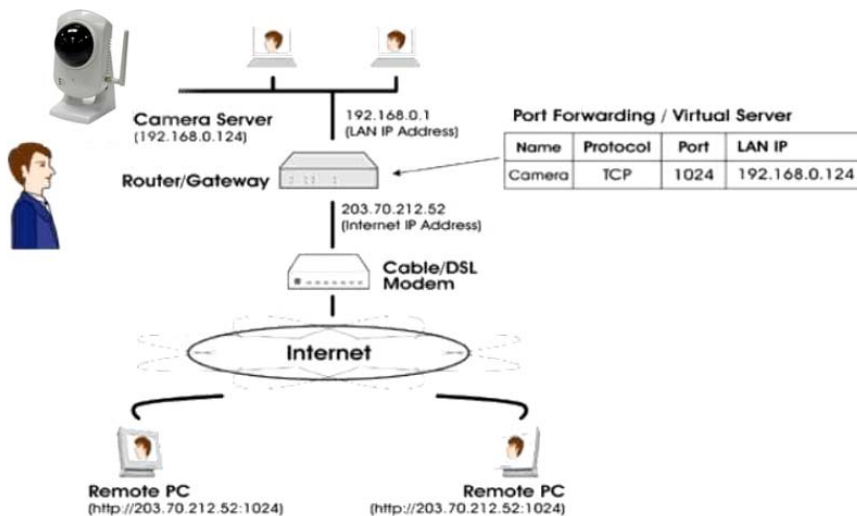 Camera Server
(192.168.0.124)
192.168.0.1
(LAN IP Address)
Port Forwarding / Virtual Server
Name Protocol Port LAN IP
Camera TCP 1024 192.168.0.124
Router/Gateway
203.70.212.52
(Internet IP Address)
Cable/DSL
Modem
Internet
Remote PC
(http://203.70.212.52:1024)
Remote PC
(http://203.70.212.52:1024)